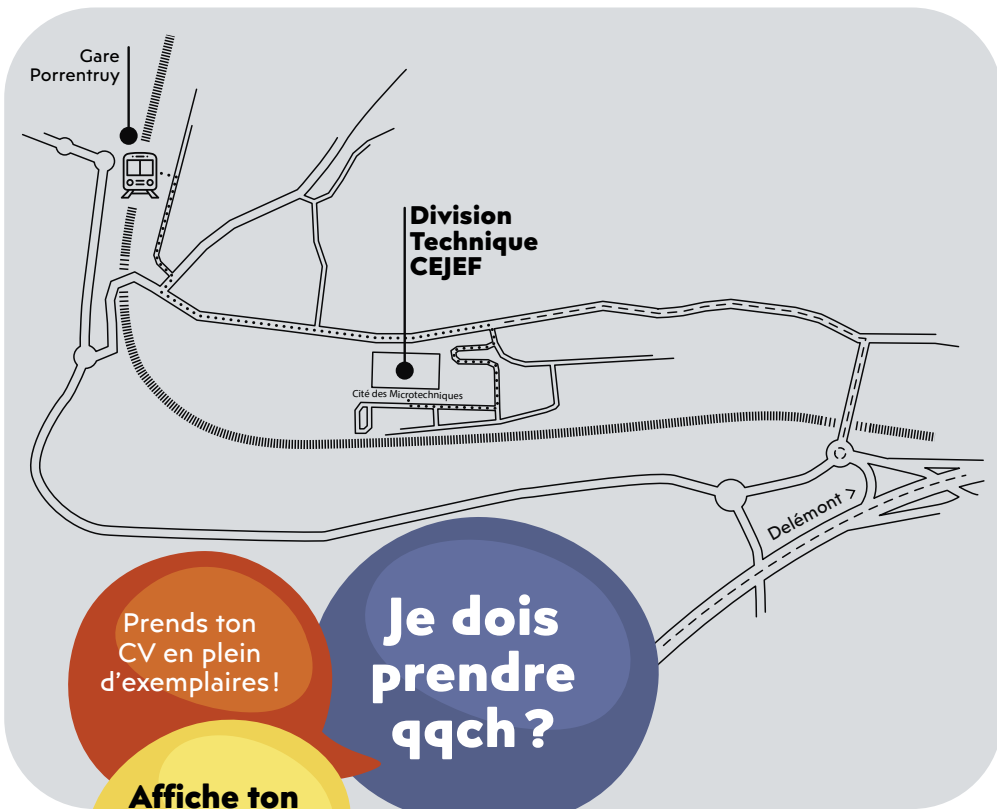 Gare
Porrentruy
Division
Technique
CEJEF
Cité des Microtechniques
Delémont >
Je dois
prendre
qqch ?
Prends ton
CV en plein
d'exemplaires!
Affiche ton